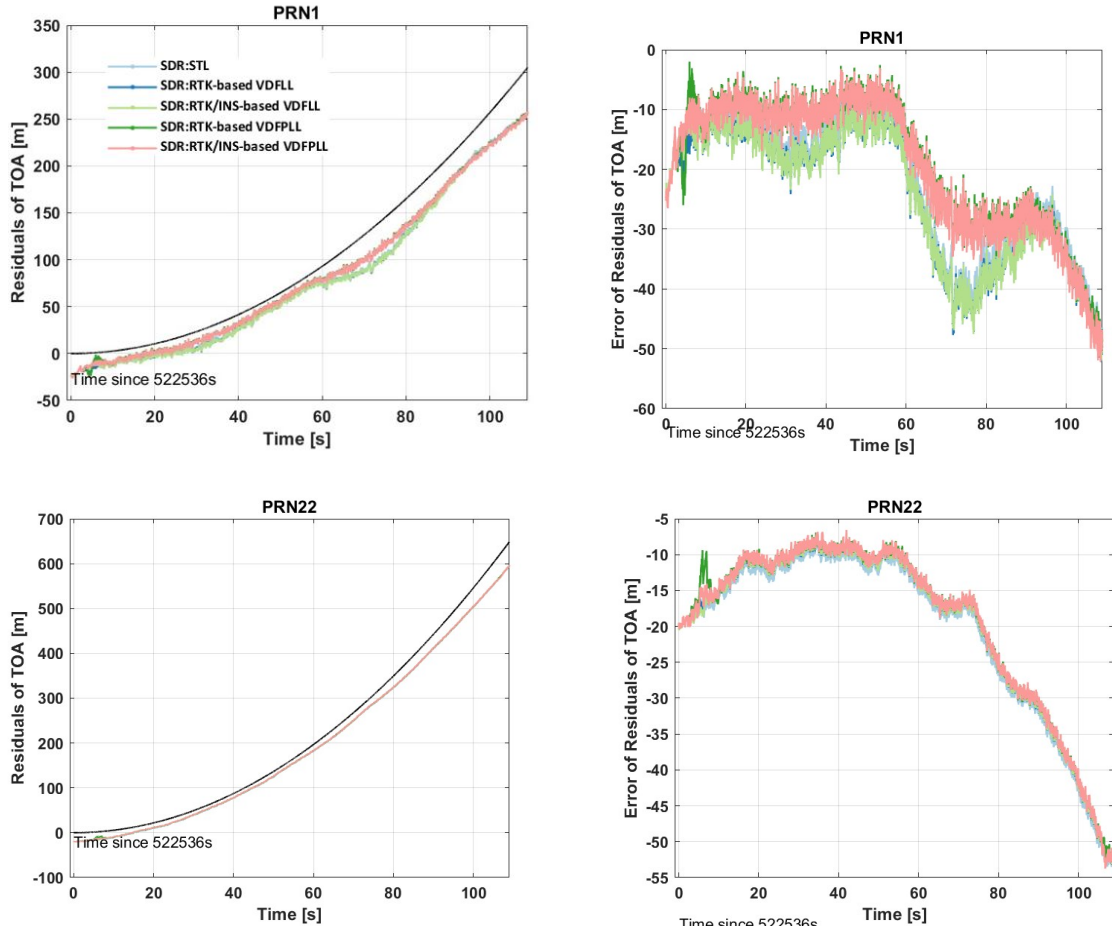 PRN1
350
300
250
200
150
100
50
0
-50
Residuals of TOA [m]
SDR:STL
SDR:RTK-based VDFLL
SDR:RTK/INS-based VDFLL
SDR:RTK-based VDFPLL
SDR:RTK/INS-based VDFPLL
Time since 522536s
0 20 40 60 80 100
Time [s]
PRN1
0
-10
-20
-30
-40
-50
-60
Error of Residuals of TOA [m]
0 20 40 60 80 100
Time since 522536s
Time [s]
PRN22
700
600
500
400
300
200
100
0
-100
Residuals of TOA [m]
Time since 522536s
0 20 40 60 80 100
Time [s]
PRN22
-5
-10
-15
-20
-25
-30
-35
-40
-45
-50
-55
Error of Residuals of TOA [m]
0 20 40 60 80 100
Time [s]
Time since 522536s